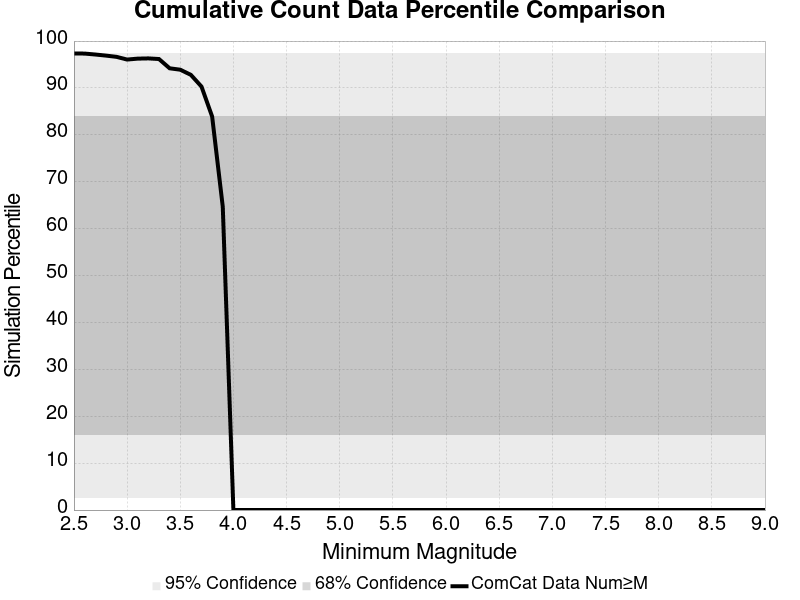 Cumulative Count Data Percentile Comparison
100
90
80
70
60
50
40
30
20
10
0
Simulation Percentile
2.5 3.0 3.5 4.0 4.5 5.0 5.5 6.0 6.5 7.0 7.5 8.0 8.5 9.0
Minimum Magnitude
95% Confidence 68% Confidence ComCat Data Num≥M